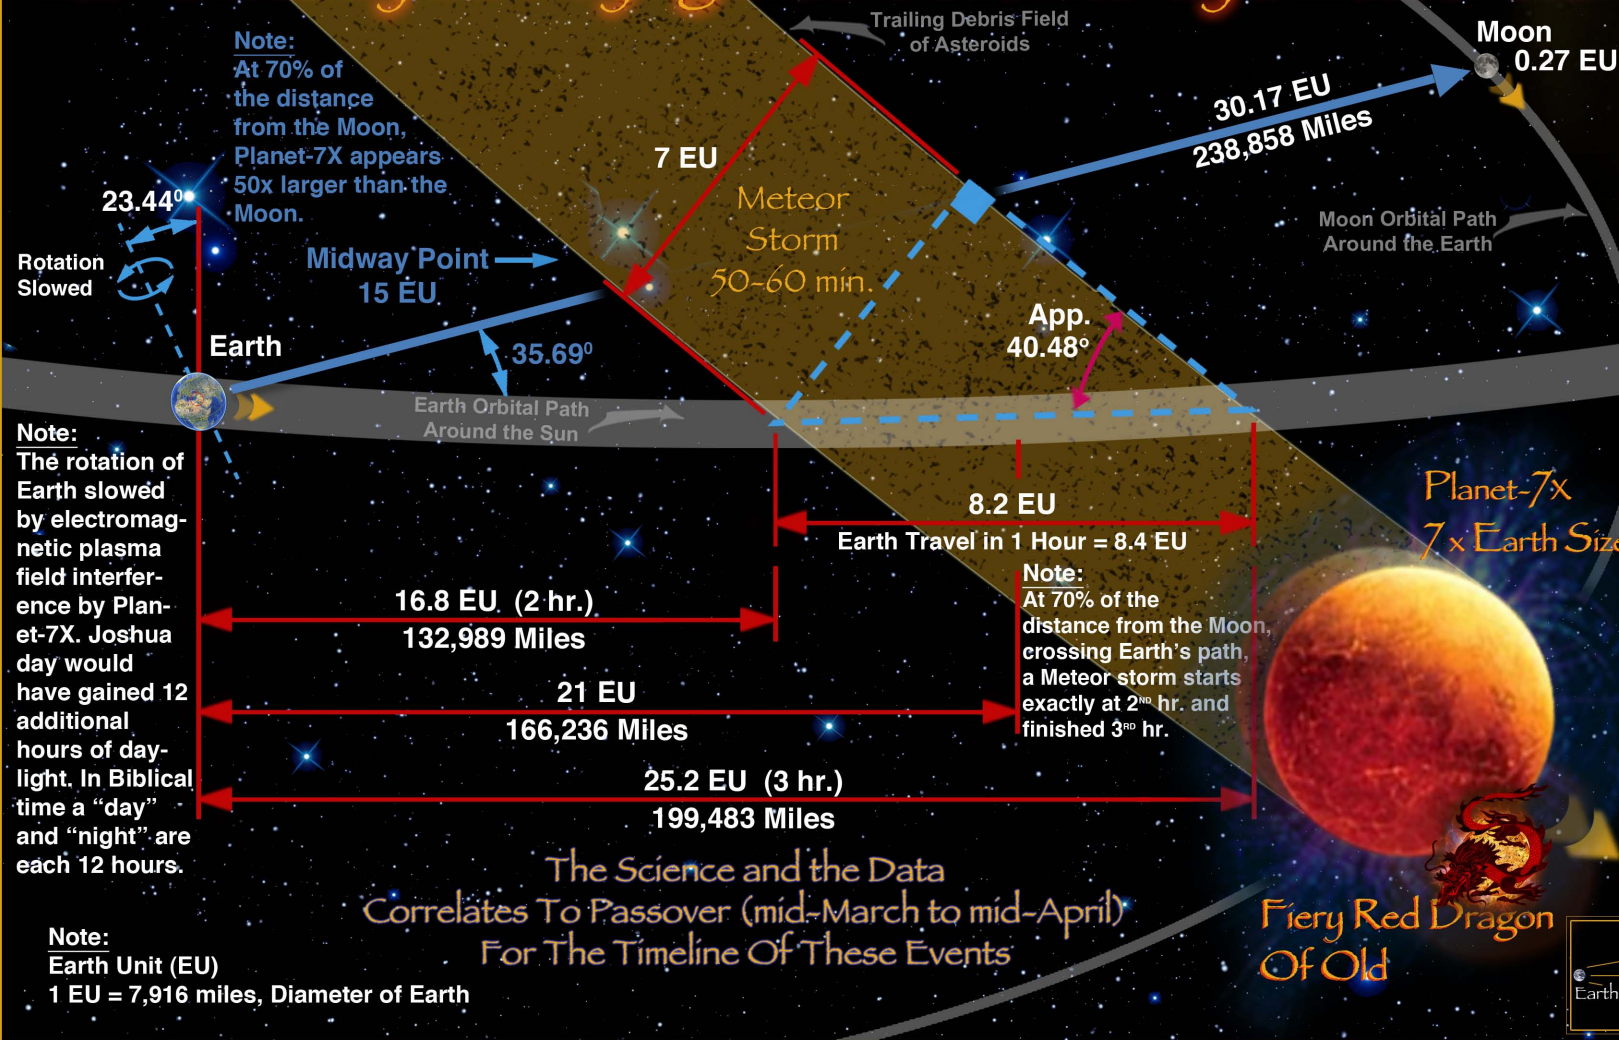 Trailing Debris Field
of Asteroids
Moon
0.27 EU
Note:
At 70% of
the distance
from the Moon,
Planet-7X appears
50x larger than the
Moon.
30.17 EU
238,858 Miles
7 EU
Meteor
Storm
50-60 min.
23.44⁰
Moon Orbital Path
Around the Earth
Rotation
Slowed
Midway Point
15 EU
App.
40.48°
Earth
35.69⁰
Earth Orbital Path
Around the Sun
Note:
The rotation of
Earth slowed
by electromag-
netic plasma
field interfer-
ence by Plan-
et-7X. Joshua
day would
have gained 12
additional
hours of day-
light. In Biblical
time a “day”
and “night” are
each 12 hours.
Planet-7X
7 x Earth Size
8.2 EU
Earth Travel in 1 Hour = 8.4 EU
Note:
At 70% of the
distance from the Moon,
crossing Earth’s path,
a Meteor storm starts
exactly at 2ND hr. and
finished 3RD hr.
16.8 EU (2 hr.)
132,989 Miles
21 EU
166,236 Miles
25.2 EU (3 hr.)
199,483 Miles
The Science and the Data
Correlates To Passover (mid-March to mid-April)
For The Timeline Of These Events
Fiery Red Dragon
Of Old
Note:
Earth Unit (EU)
1 EU = 7,916 miles, Diameter of Earth
Earth